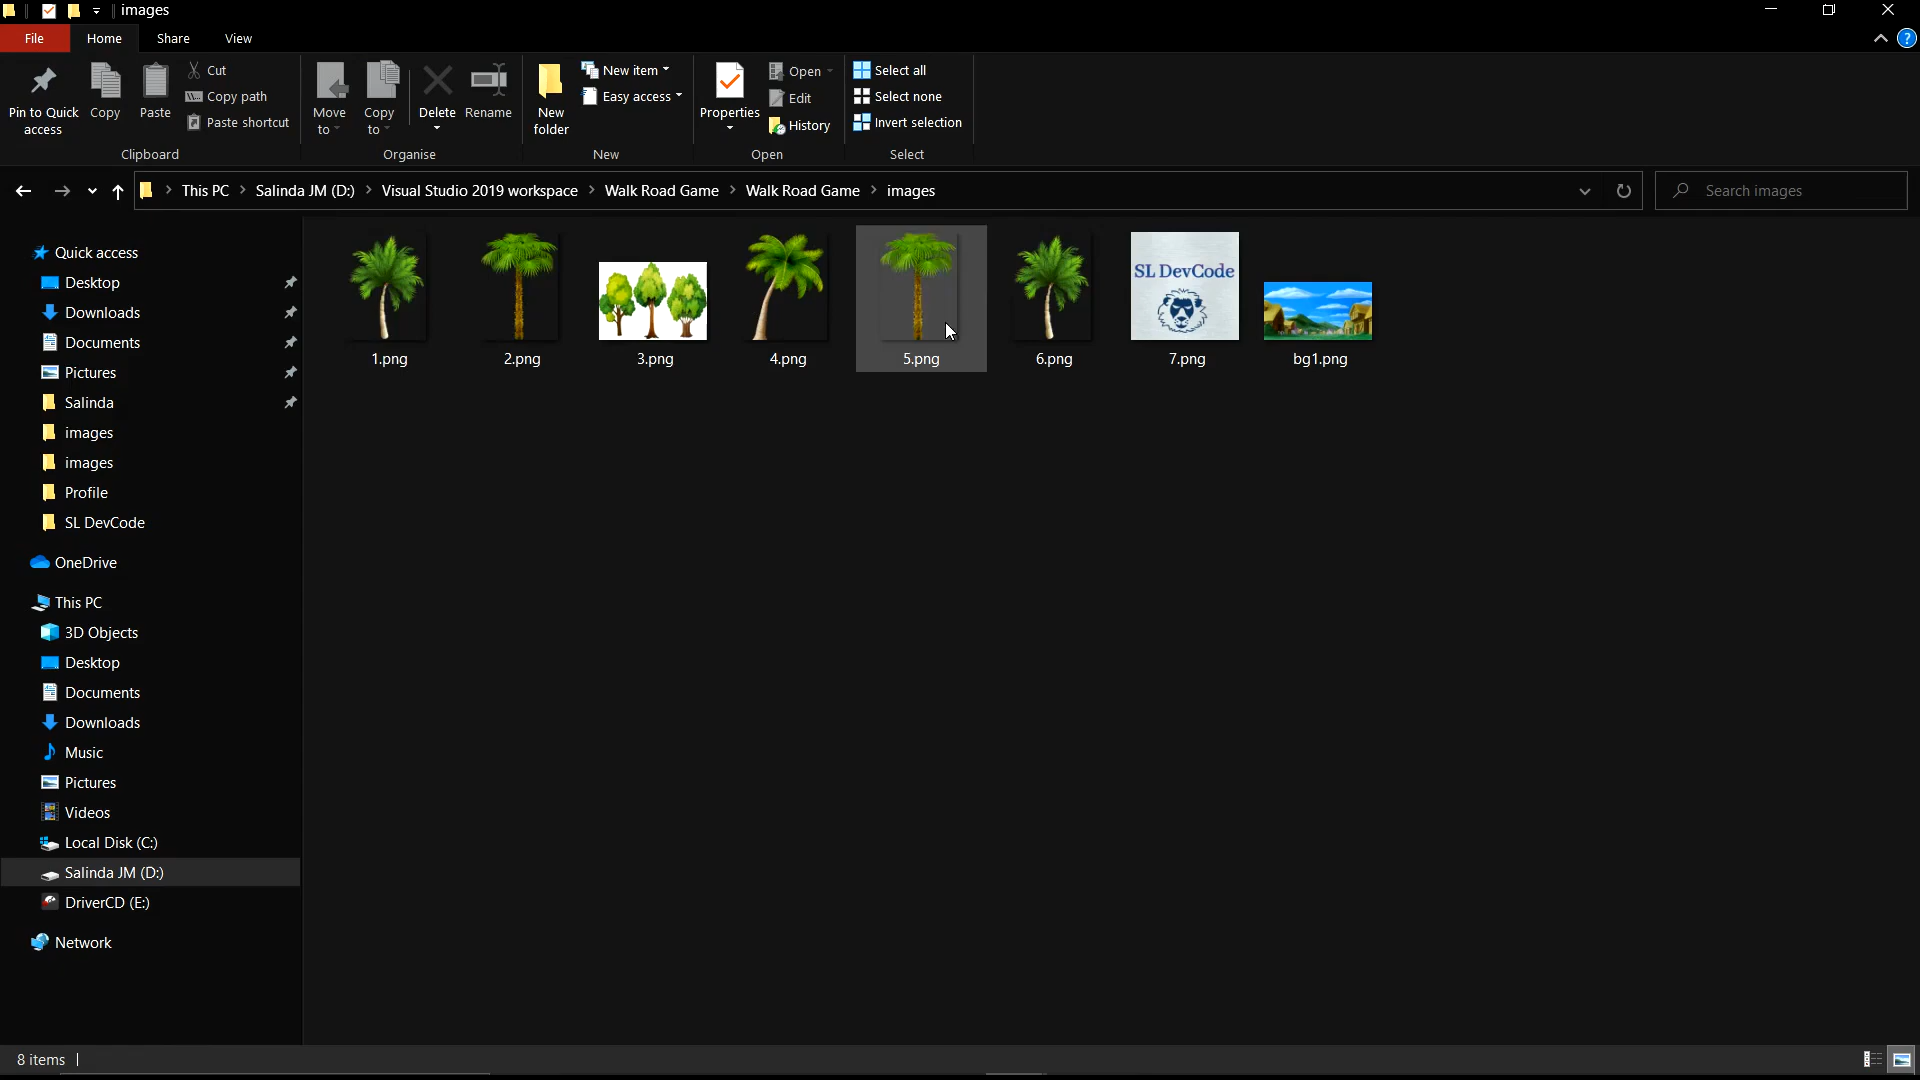 images
File Home Share View
Pin to Quick access Copy Paste Cut Copy path Paste shortcut
Move to Copy to Delete Rename
New folder New item Easy access
Properties Open Edit History
Select all Select none Invert selection
Clipboard Organise New Open Select
This PC Salinda JM (D:) Visual Studio 2019 workspace Walk Road Game Walk Road Game images
Search images
Quick access
Desktop
Downloads
Documents
Pictures
Salinda
images
images
Profile
SL DevCode
OneDrive
This PC
3D Objects
Desktop
Documents
Downloads
Music
Pictures
Videos
Local Disk (C:)
Salinda JM (D:)
DriverCD (E:)
Network
SL DevCode
1.png 2.png 3.png 4.png 5.png 6.png 7.png bg1.png
8 items